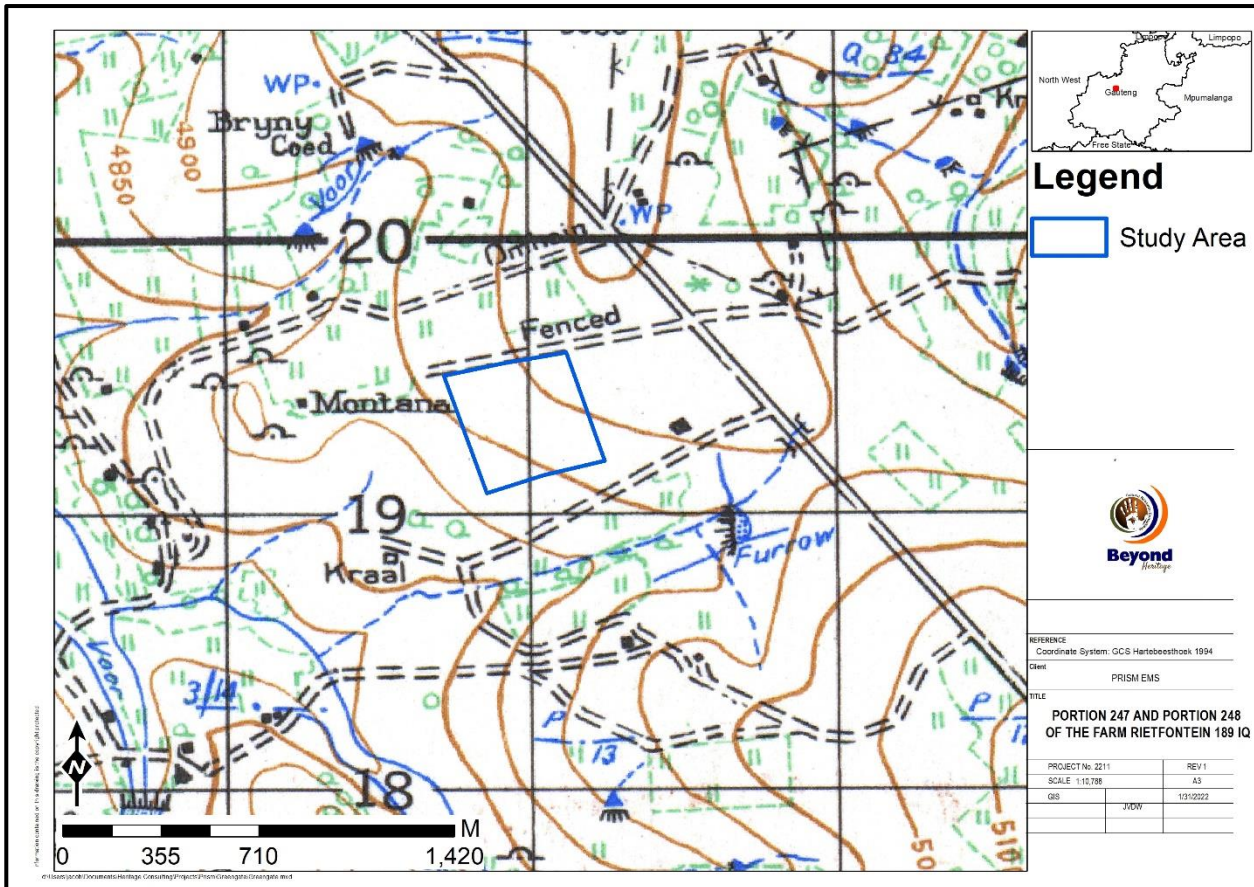 Q 84
WP.
Bryny
Coed
Kr
4900
4850
Voor
.WP
20
Fenced
Montana
19
Kraal
Furrow
Voor
3/14
P
13
P
18
50
510
N
M
0 355 710 1,420
Limpopo
North West
Gauteng
Mpumalanga
Free State
Legend
Study Area
Beyond
Heritage
REFERENCE
Coordinate System: GCS Hartebeesthoek 1994
Client
PRISM EMS
TITLE
PORTION 247 AND PORTION 248
OF THE FARM RIETFONTEIN 189 IQ
PROJECT No. 2211 REV 1
SCALE 1:10,788 A3
GIS JVDW 1/31/2022